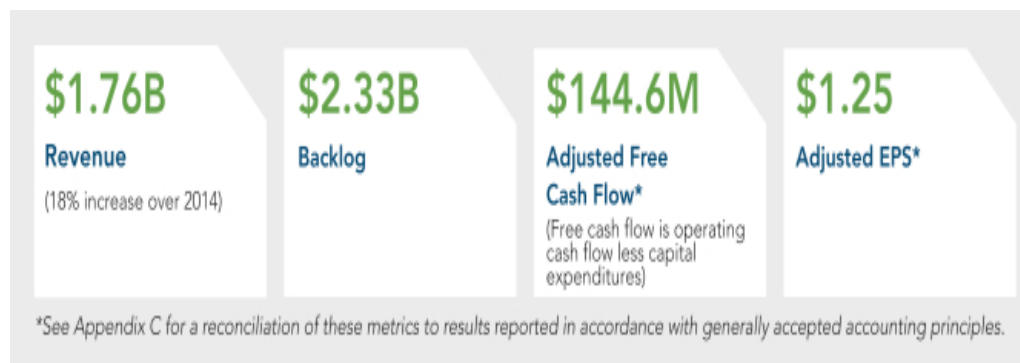 $1.76B
Revenue
(18% increase over 2014)
$2.33B
Backlog
$144.6M
Adjusted Free
Cash Flow*
(Free cash flow is operating
cash flow less capital
expenditures)
$1.25
Adjusted EPS*
*See Appendix C for a reconciliation of these metrics to results reported in accordance with generally accepted accounting principles.